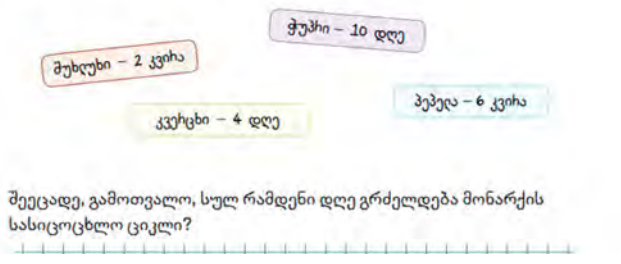 ჭუპრი – 10 დღე
მუხლუხი – 2 კვირა
პეპელა – 6 კვირა
კვერცხი – 4 დღე
შეეცადე, გამოთვალო, სულ რამდენი დღე გრძელდება მონარქის
სასიცოცხლო ციკლი?